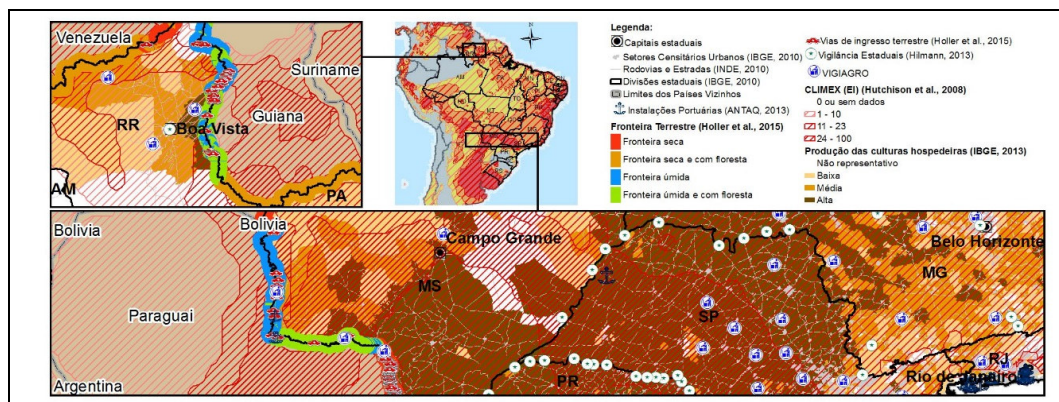 Venezuela
Suriname
Guiana
RR
Boa Vista
AM
PA
Legenda:
Capitais estaduais
Setores Censitários Urbanos (IBGE, 2010)
Rodovias e Estradas (INDE, 2010)
Divisões estaduais (IBGE, 2010)
Limites dos Países Vizinhos
Instalações Portuárias (ANTAQ, 2013)
Fronteira Terrestre (Holler et al., 2015)
Fronteira seca
Fronteira seca e com floresta
Fronteira úmida
Fronteira úmida e com floresta
Vias de ingresso terrestre (Holler et al., 2015)
Vigilância Estaduais (Hilmann, 2013)
VIGIAGRO
CLIMEX (EI) (Hutchison et al., 2008)
0 ou sem dados
1 - 10
11 - 23
24 - 100
Produção das culturas hospedeiras (IBGE, 2013)
Não representativo
Baixa
Média
Alta
Bolivia
Bolivia
Campo Grande
Belo Horizonte
MS
MG
Paraguai
SP
RJ
Rio de Janeiro
PR
Argentina